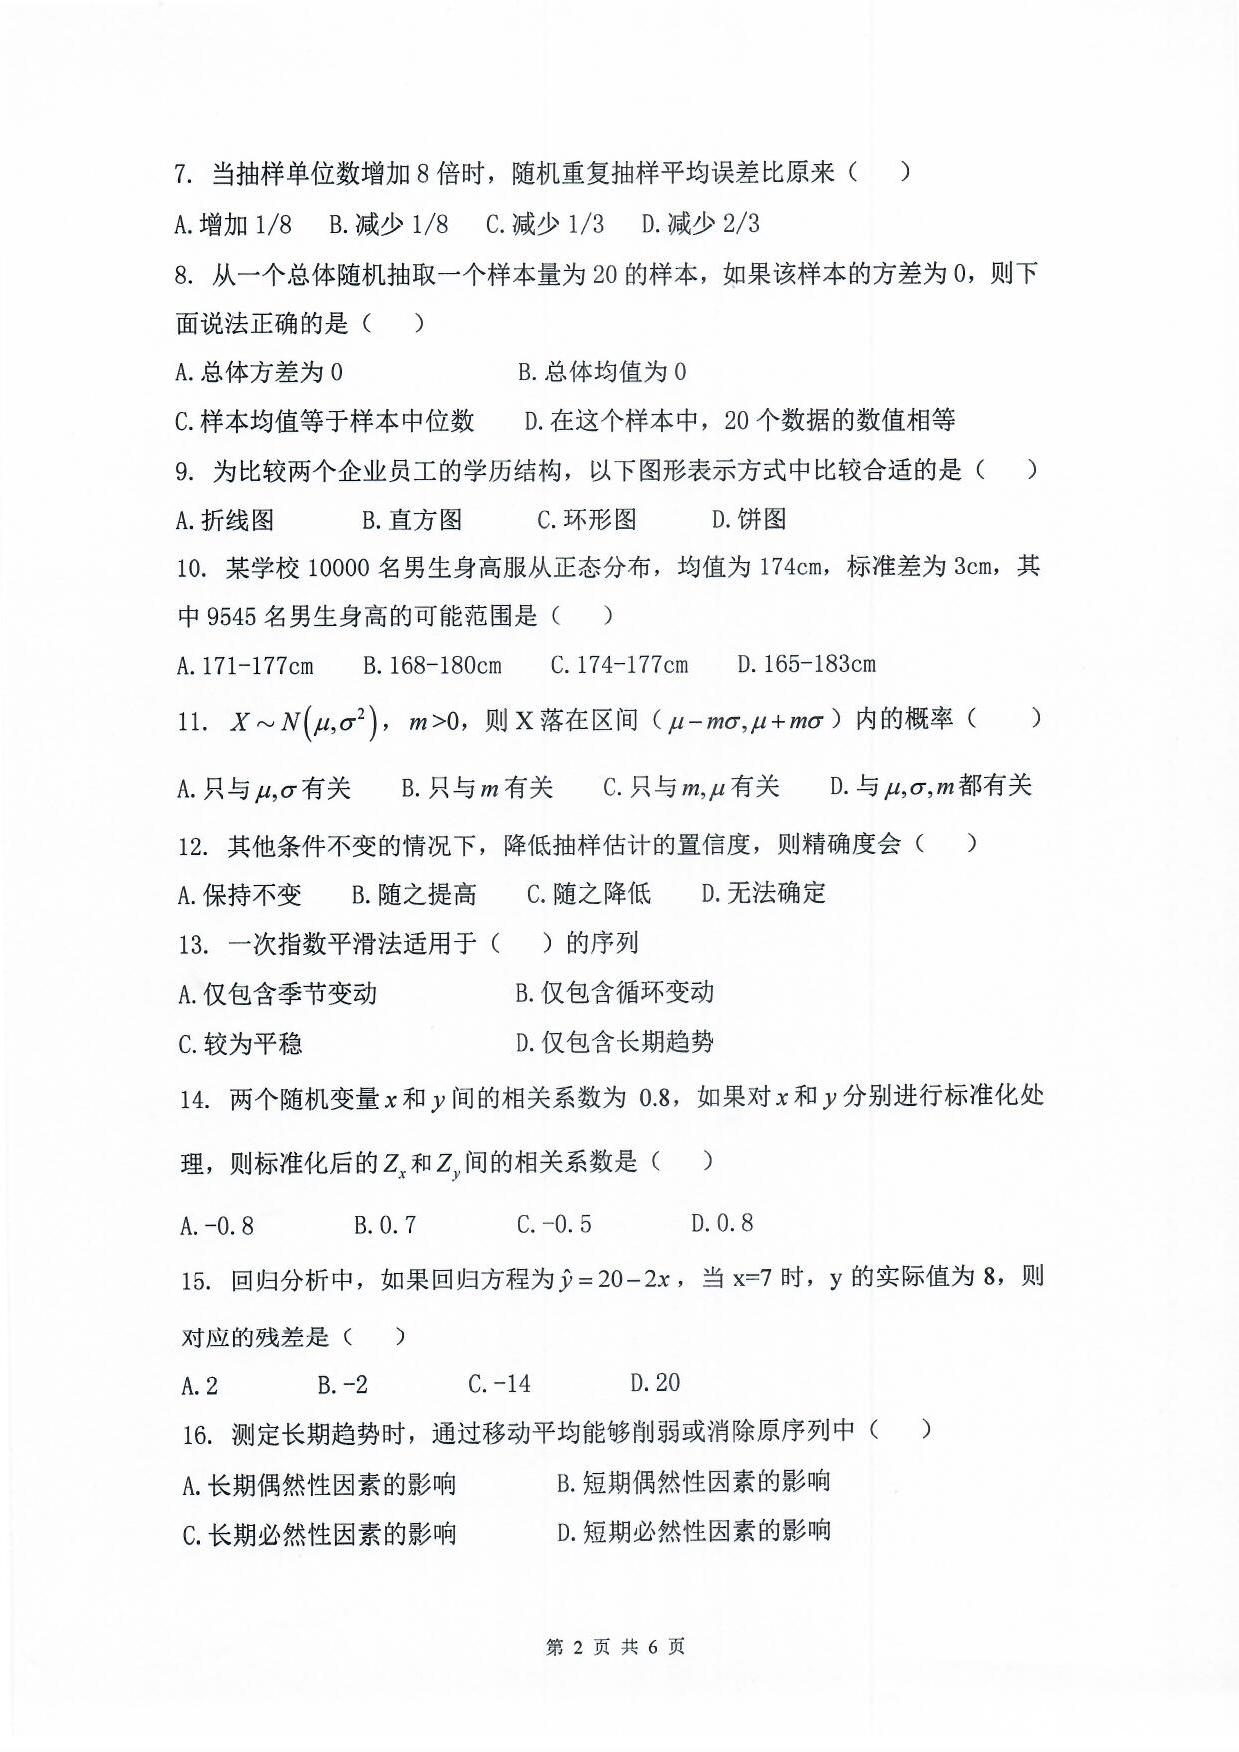 7. 当抽样单位数增加 8 倍时，随机重复抽样平均误差比原来（ ）
A.增加 1/8 B.减少 1/8 C.减少 1/3 D.减少 2/3
8. 从一个总体随机抽取一个样本量为 20 的样本，如果该样本的方差为 0，则下
面说法正确的是（ ）
A.总体方差为 0 B.总体均值为 0
C.样本均值等于样本中位数 D.在这个样本中，20 个数据的数值相等
9. 为比较两个企业员工的学历结构，以下图形表示方式中比较合适的是（ ）
A.折线图 B.直方图 C.环形图 D.饼图
10. 某学校 10000 名男生身高服从正态分布，均值为 174cm，标准差为 3cm，其
中 9545 名男生身高的可能范围是（ ）
A.171-177cm B.168-180cm C.174-177cm D.165-183cm
11. X ~ N(μ,σ²)， m>0，则 X 落在区间（μ−mσ,μ+mσ）内的概率（ ）
A.只与μ,σ有关 B.只与m有关 C.只与m,μ有关 D.与μ,σ,m都有关
12. 其他条件不变的情况下，降低抽样估计的置信度，则精确度会（ ）
A.保持不变 B.随之提高 C.随之降低 D.无法确定
13. 一次指数平滑法适用于（ ）的序列
A.仅包含季节变动 B.仅包含循环变动
C.较为平稳 D.仅包含长期趋势
14. 两个随机变量x和y间的相关系数为 0.8，如果对x和y分别进行标准化处
理，则标准化后的Zₓ和Z_y间的相关系数是（ ）
A.-0.8 B.0.7 C.-0.5 D.0.8
15. 回归分析中，如果回归方程为ŷ=20−2x，当 x=7 时，y 的实际值为 8，则
对应的残差是（ ）
A.2 B.-2 C.-14 D.20
16. 测定长期趋势时，通过移动平均能够削弱或消除原序列中（ ）
A.长期偶然性因素的影响 B.短期偶然性因素的影响
C.长期必然性因素的影响 D.短期必然性因素的影响
第 2 页 共 6 页